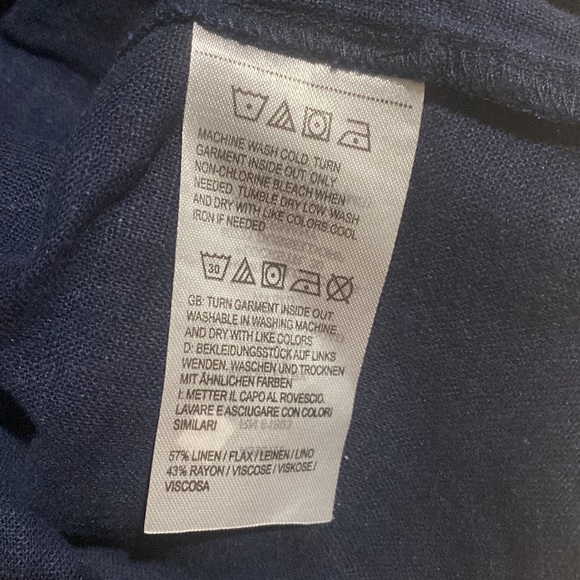 MACHINE WASH COLD. TURN
GARMENT INSIDE OUT. ONLY
NON-CHLORINE BLEACH WHEN
NEEDED. TUMBLE DRY LOW. WASH
AND DRY WITH LIKE COLORS. COOL
IRON IF NEEDED
30
GB: TURN GARMENT INSIDE OUT.
WASHABLE IN WASHING MACHINE
AND DRY WITH LIKE COLORS
D: BEKLEIDUNGSSTÜCK AUF LINKS
WENDEN. WASCHEN UND TROCKNEN
MIT ÄHNLICHEN FARBEN
I: METTER IL CAPO AL ROVESCIO.
LAVARE E ASCIUGARE CON COLORI
SIMILARI
57% LINEN / FLAX / LEINEN / LINO
43% RAYON / VISCOSE / VISKOSE /
VISCOSA